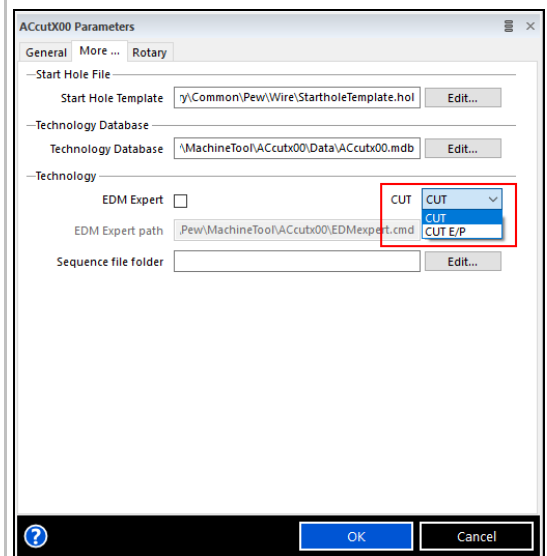 ACcutX00 Parameters
General More ... Rotary
Start Hole File
Start Hole Template ry\Common\Pew\Wire\StartholeTemplate.hol Edit...
Technology Database
Technology Database \MachineTool\ACcutx00\Data\ACcutx00.mdb Edit...
Technology
EDM Expert CUT CUT
CUT
EDM Expert path .Pew\MachineTool\ACcutx00\EDMexpert.cmd CUT E/P
Sequence file folder Edit...
? OK Cancel